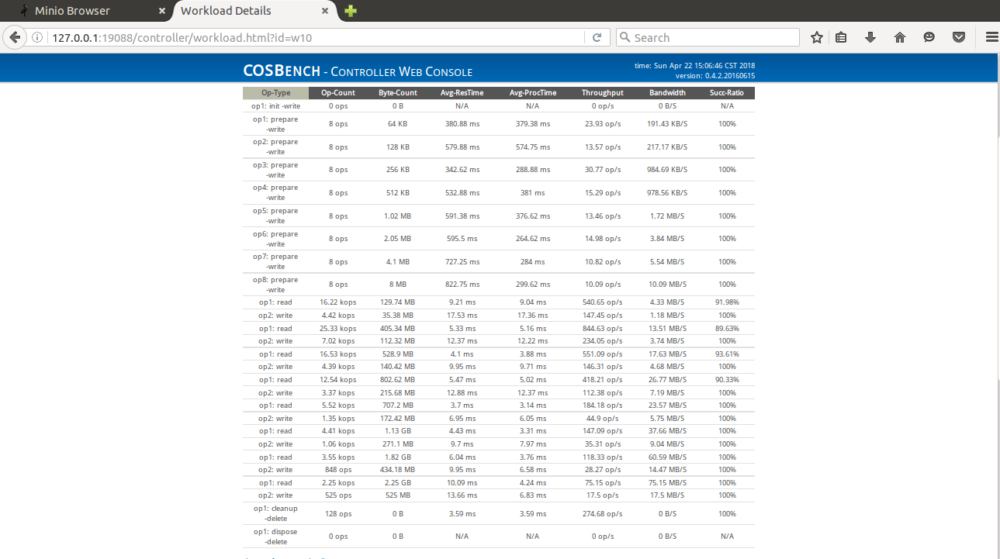 Minio Browser × Workload Details ×
127.0.0.1:19088/controller/workload.html?id=w10 Search
COSBENCH - CONTROLLER WEB CONSOLE
time: Sun Apr 22 15:06:46 CST 2018
version: 0.4.2.20160615
Op-Type Op-Count Byte-Count Avg-ResTime Avg-ProcTime Throughput Bandwidth Succ-Ratio
op1: init -write 0 ops 0 B N/A N/A 0 op/s 0 B/S N/A
op1: prepare
-write 8 ops 64 KB 380.88 ms 379.38 ms 23.93 op/s 191.43 KB/S 100%
op2: prepare
-write 8 ops 128 KB 579.88 ms 574.75 ms 13.57 op/s 217.17 KB/S 100%
op3: prepare
-write 8 ops 256 KB 342.62 ms 288.88 ms 30.77 op/s 984.69 KB/S 100%
op4: prepare
-write 8 ops 512 KB 532.88 ms 381 ms 15.29 op/s 978.56 KB/S 100%
op5: prepare
-write 8 ops 1.02 MB 591.38 ms 376.62 ms 13.46 op/s 1.72 MB/S 100%
op6: prepare
-write 8 ops 2.05 MB 595.5 ms 264.62 ms 14.98 op/s 3.84 MB/S 100%
op7: prepare
-write 8 ops 4.1 MB 727.25 ms 284 ms 10.82 op/s 5.54 MB/S 100%
op8: prepare
-write 8 ops 8 MB 822.75 ms 299.62 ms 10.09 op/s 10.09 MB/S 100%
op1: read 16.22 kops 129.74 MB 9.21 ms 9.04 ms 540.65 op/s 4.33 MB/S 91.98%
op2: write 4.42 kops 35.38 MB 17.53 ms 17.36 ms 147.45 op/s 1.18 MB/S 100%
op1: read 25.33 kops 405.34 MB 5.33 ms 5.16 ms 844.63 op/s 13.51 MB/S 89.63%
op2: write 7.02 kops 112.32 MB 12.37 ms 12.22 ms 234.05 op/s 3.74 MB/S 100%
op1: read 16.53 kops 528.9 MB 4.1 ms 3.88 ms 551.09 op/s 17.63 MB/S 93.61%
op2: write 4.39 kops 140.42 MB 9.95 ms 9.71 ms 146.31 op/s 4.68 MB/S 100%
op1: read 12.54 kops 802.62 MB 5.47 ms 5.02 ms 418.21 op/s 26.77 MB/S 90.33%
op2: write 3.37 kops 215.68 MB 12.88 ms 12.37 ms 112.38 op/s 7.19 MB/S 100%
op1: read 5.52 kops 707.2 MB 3.7 ms 3.14 ms 184.18 op/s 23.57 MB/S 100%
op2: write 1.35 kops 172.42 MB 6.95 ms 6.05 ms 44.9 op/s 5.75 MB/S 100%
op1: read 4.41 kops 1.13 GB 4.43 ms 3.31 ms 147.09 op/s 37.66 MB/S 100%
op2: write 1.06 kops 271.1 MB 9.7 ms 7.97 ms 35.31 op/s 9.04 MB/S 100%
op1: read 3.55 kops 1.82 GB 6.04 ms 3.76 ms 118.33 op/s 60.59 MB/S 100%
op2: write 848 ops 434.18 MB 9.95 ms 6.58 ms 28.27 op/s 14.47 MB/S 100%
op1: read 2.25 kops 2.25 GB 10.09 ms 4.24 ms 75.15 op/s 75.15 MB/S 100%
op2: write 525 ops 525 MB 13.66 ms 6.83 ms 17.5 op/s 17.5 MB/S 100%
op1: cleanup
-delete 128 ops 0 B 3.59 ms 3.59 ms 274.68 op/s 0 B/S 100%
op1: dispose
-delete 0 ops 0 B N/A N/A 0 op/s 0 B/S N/A